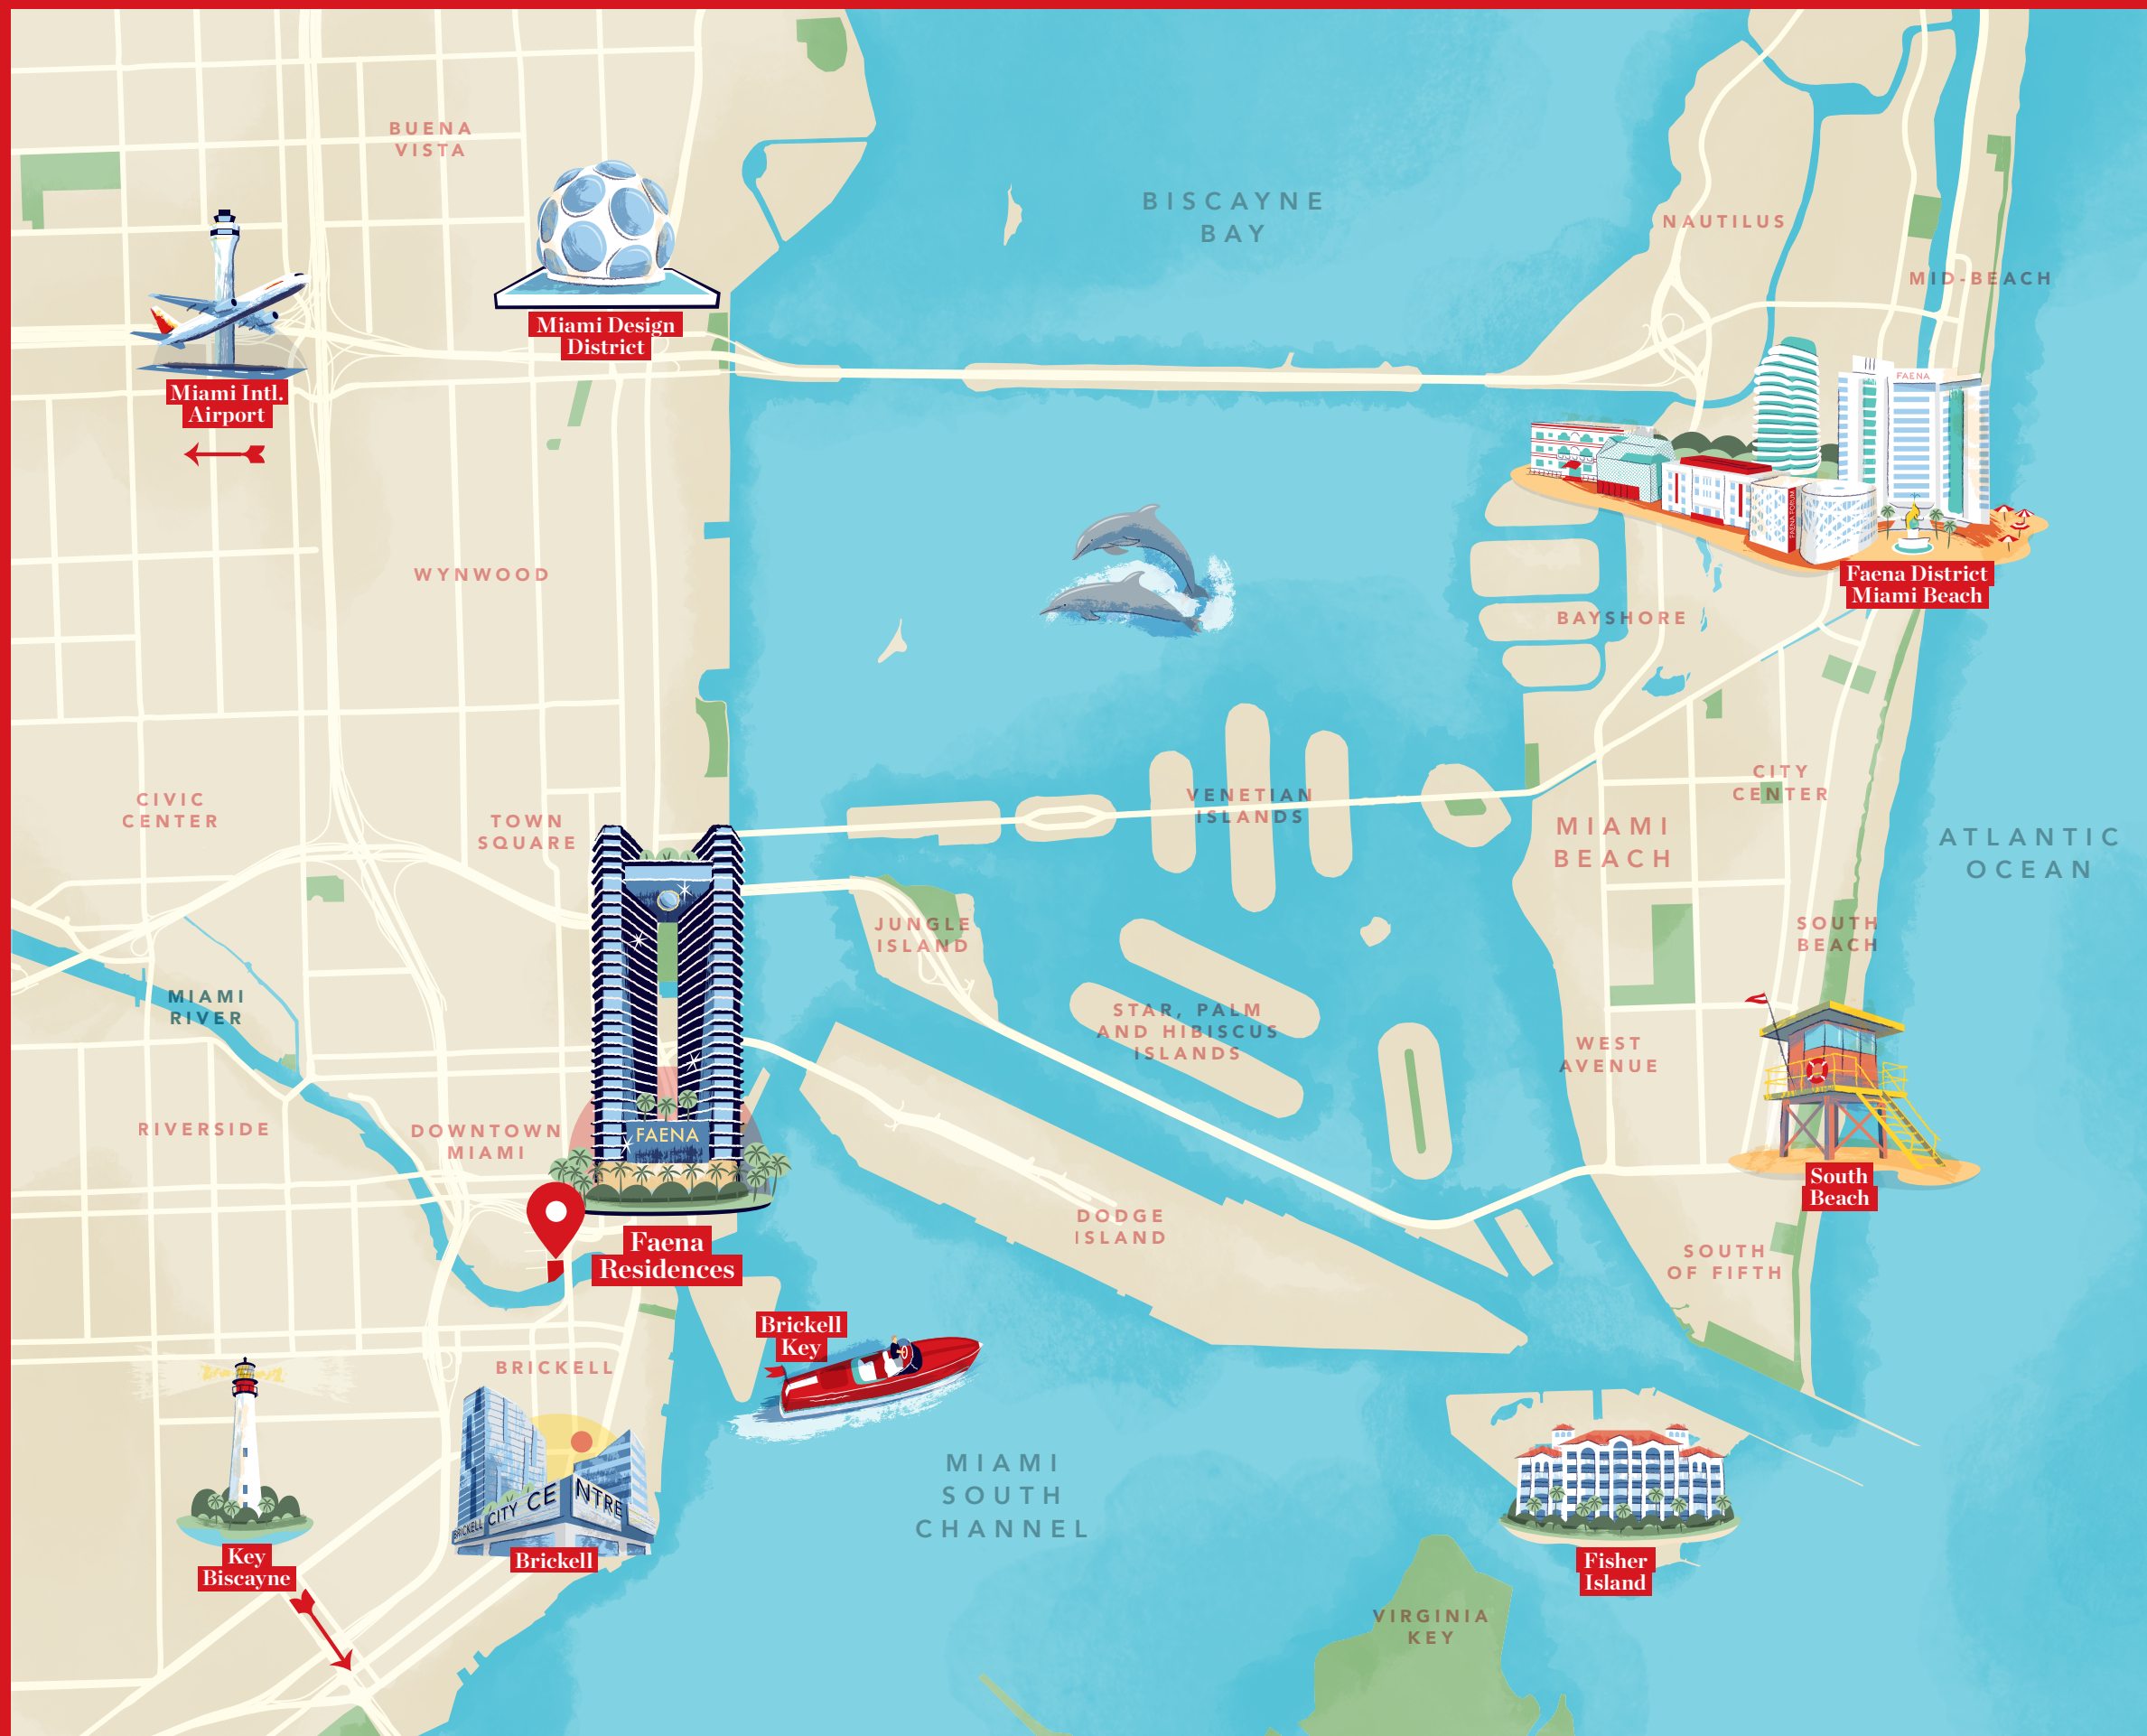 BUENA
VISTA
BISCAYNE
BAY
NAUTILUS
MID-BEACH
Miami Design
District
Miami Intl.
Airport
FAENA
FAENA FORUM
Faena District
Miami Beach
WYNWOOD
BAYSHORE
CIVIC
CENTER
TOWN
SQUARE
VENETIAN
ISLANDS
CITY
CENTER
MIAMI
BEACH
ATLANTIC
OCEAN
JUNGLE
ISLAND
SOUTH
BEACH
MIAMI
RIVER
STAR, PALM
AND HIBISCUS
ISLANDS
WEST
AVENUE
RIVERSIDE
DOWNTOWN
MIAMI
FAENA
South
Beach
DODGE
ISLAND
Faena
Residences
SOUTH
OF FIFTH
Brickell
Key
BRICKELL
MIAMI
SOUTH
CHANNEL
BRICKELL CITY CENTRE
Key
Biscayne
Brickell
Fisher
Island
VIRGINIA
KEY